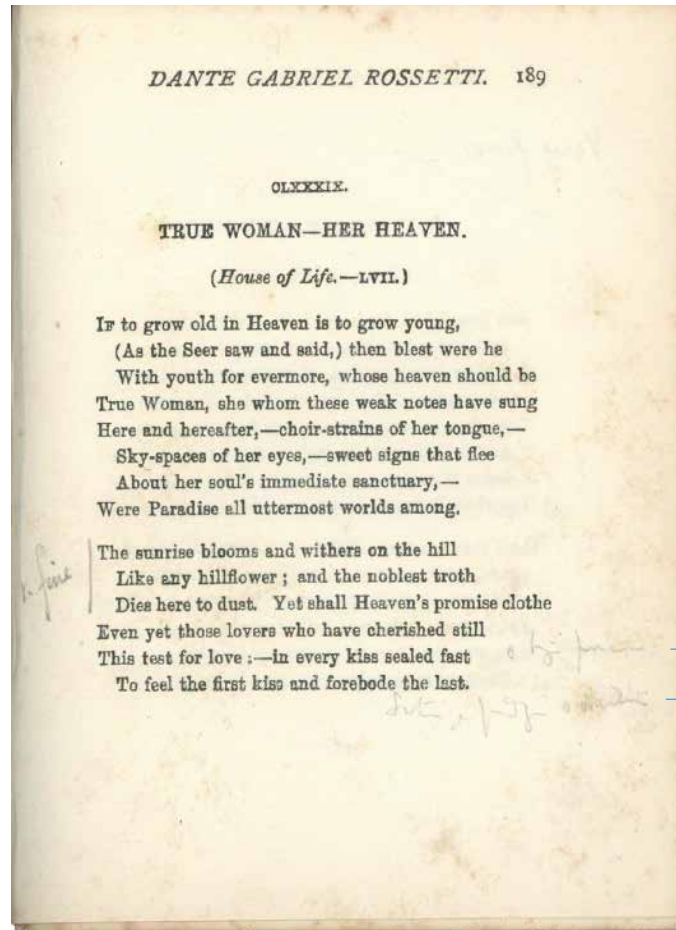 DANTE GABRIEL ROSSETTI. 189
CLXXXIX.
TRUE WOMAN—HER HEAVEN.
(House of Life.—LVII.)
IF to grow old in Heaven is to grow young,
(As the Seer saw and said,) then blest were he
With youth for evermore, whose heaven should be
True Woman, she whom these weak notes have sung
Here and hereafter,—choir-strains of her tongue,—
Sky-spaces of her eyes,—sweet signs that flee
About her soul's immediate sanctuary,—
Were Paradise all uttermost worlds among.
The sunrise blooms and withers on the hill
Like any hillflower; and the noblest troth
Dies here to dust. Yet shall Heaven's promise clothe
Even yet those lovers who have cherished still
This test for love:—in every kiss sealed fast
To feel the first kiss and forebode the last.
fine